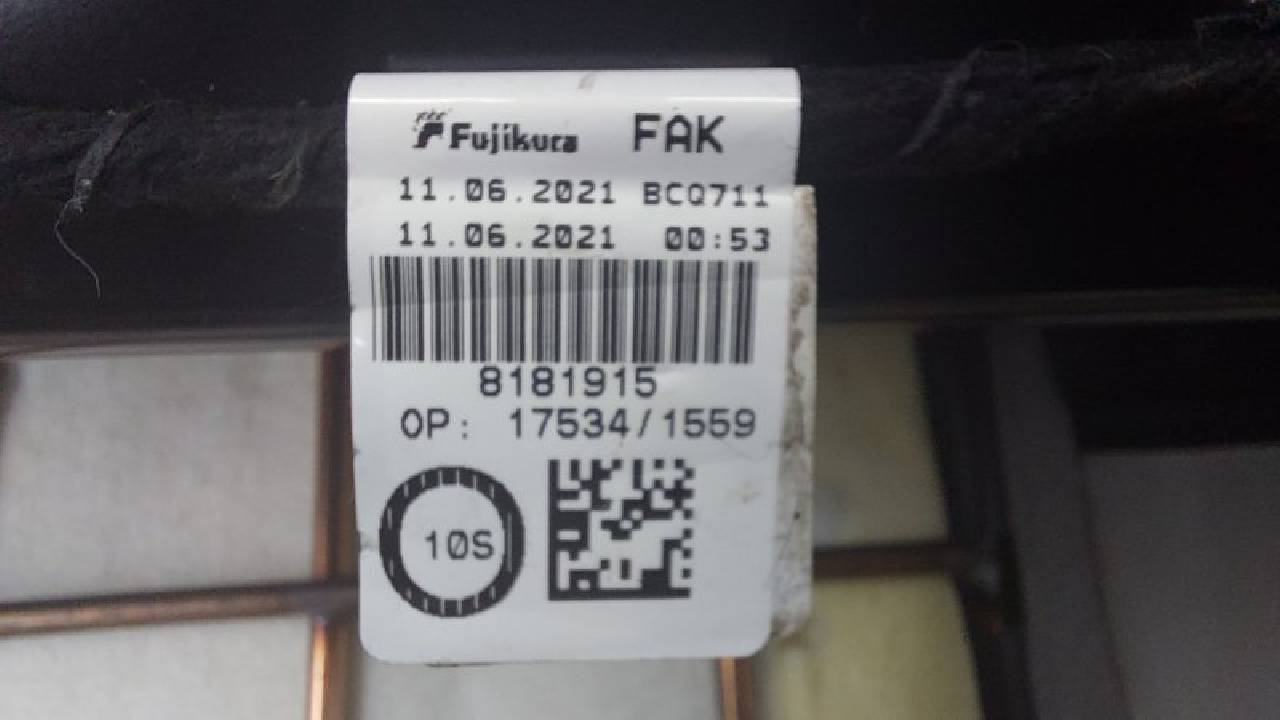 Fujikura FAK
11.06.2021 BCQ711
11.06.2021 00:53
8181915
OP: 17534/1559
10S